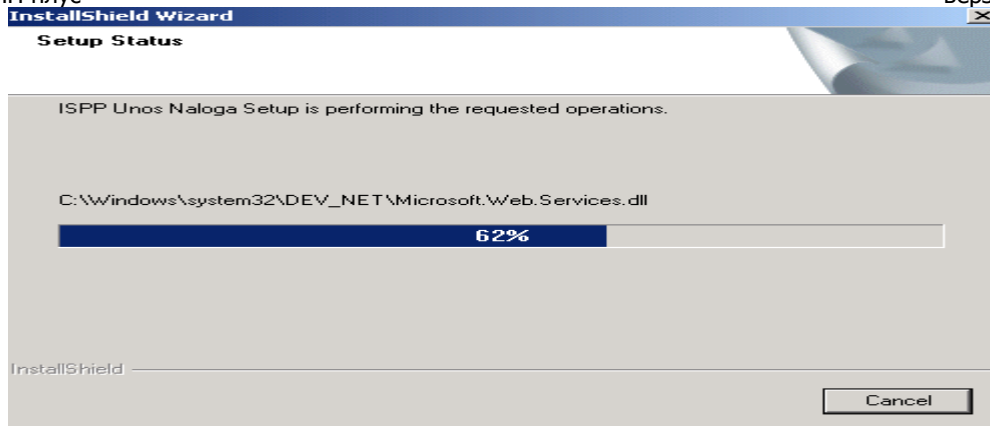 InstallShield Wizard
Setup Status
ISPP Unos Naloga Setup is performing the requested operations.
C:\Windows\system32\DEV_NET\Microsoft.Web.Services.dll
62%
InstallShield
Cancel